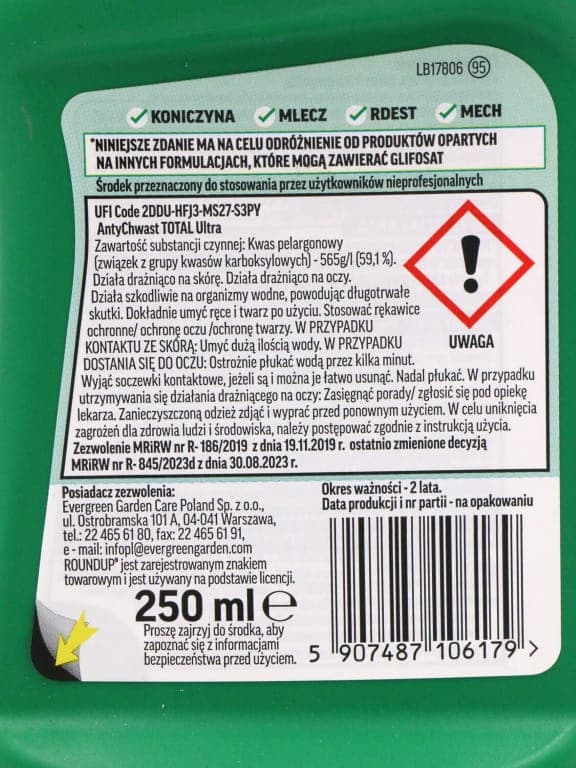 LB17806 95
KONICZYNA MLECZ RDEST MECH
*NINIEJSZE ZDANIE MA NA CELU ODRÓŻNIENIE OD PRODUKTÓW OPARTYCH
NA INNYCH FORMULACJACH, KTÓRE MOGĄ ZAWIERAĆ GLIFOSAT
Środek przeznaczony do stosowania przez użytkowników nieprofesjonalnych
UFI Code 2DDU-HFJ3-MS27-S3PY
AntyChwast TOTAL Ultra
Zawartość substancji czynnej: Kwas pelargonowy
(związek z grupy kwasów karboksylowych) - 565g/l (59,1 %).
Działa drażniąco na skórę. Działa drażniąco na oczy.
Działa szkodliwie na organizmy wodne, powodując długotrwałe
skutki. Dokładnie umyć ręce i twarz po użyciu. Stosować rękawice
ochronne/ ochronę oczu /ochronę twarzy. W PRZYPADKU
KONTAKTU ZE SKÓRĄ: Umyć dużą ilością wody. W PRZYPADKU
DOSTANIA SIĘ DO OCZU: Ostrożnie płukać wodą przez kilka minut.
Wyjąć soczewki kontaktowe, jeżeli są i można je łatwo usunąć. Nadal płukać. W przypadku
utrzymywania się działania drażniącego na oczy: Zasięgnąć porady/ zgłosić się pod opiekę
lekarza. Zanieczyszczoną odzież zdjąć i wyprać przed ponownym użyciem. W celu uniknięcia
zagrożeń dla zdrowia ludzi i środowiska, należy postępować zgodnie z instrukcją użycia.
Zezwolenie MRiRW nr R- 186/2019 z dnia 19.11.2019 r. ostatnio zmienione decyzją
MRiRW nr R- 845/2023d z dnia 30.08.2023 r.
UWAGA
Posiadacz zezwolenia:
Evergreen Garden Care Poland Sp. z o.o.,
ul. Ostrobramska 101 A, 04-041 Warszawa,
tel.: 22 465 61 80, fax: 22 465 61 91,
e - mail: infopl@evergreengarden.com
ROUNDUP® jest zarejestrowanym znakiem
towarowym i jest używany na podstawie licencji.
250 ml e
Proszę zajrzyj do środka, aby
zapoznać się z informacjami
bezpieczeństwa przed użyciem.
Okres ważności - 2 lata.
Data produkcji i nr partii - na opakowaniu
5 907487 106179 >